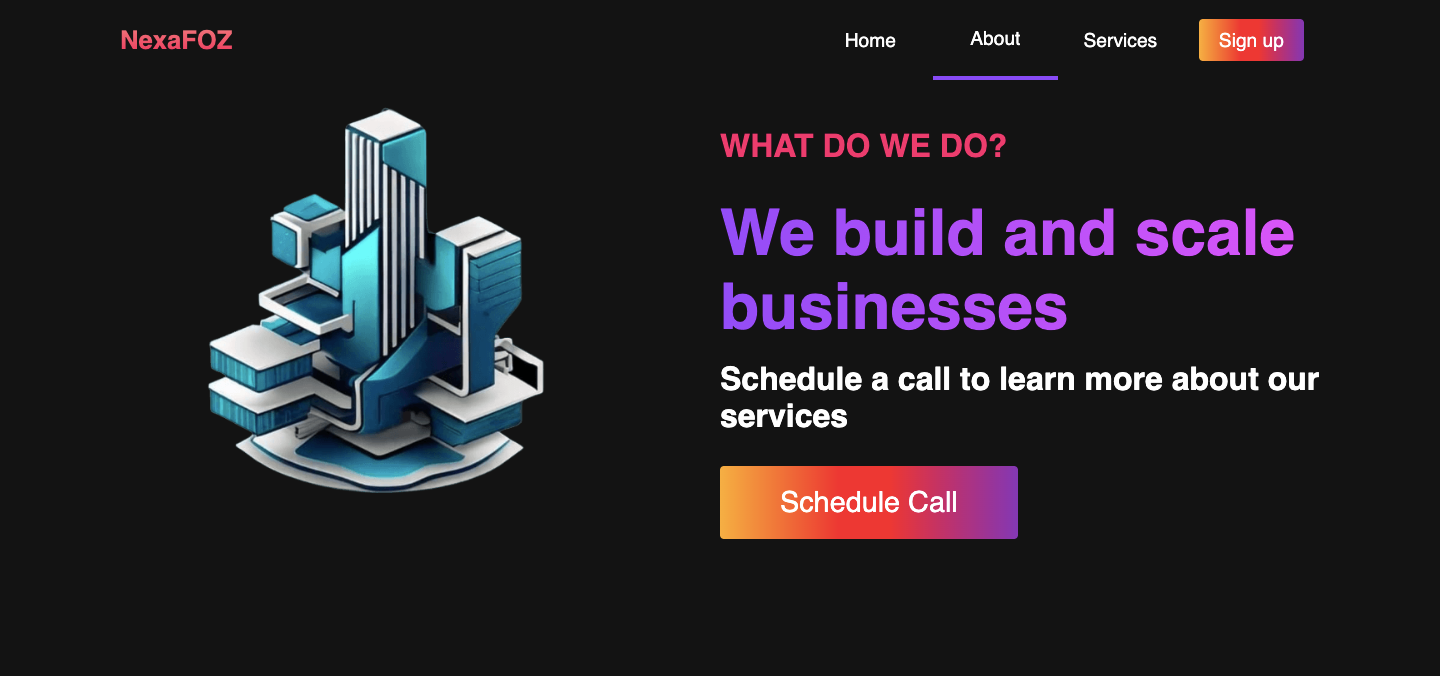 NexaFOZ
Home
About
Services
Sign up
WHAT DO WE DO?
We build and scale
businesses
Schedule a call to learn more about our
services
Schedule Call